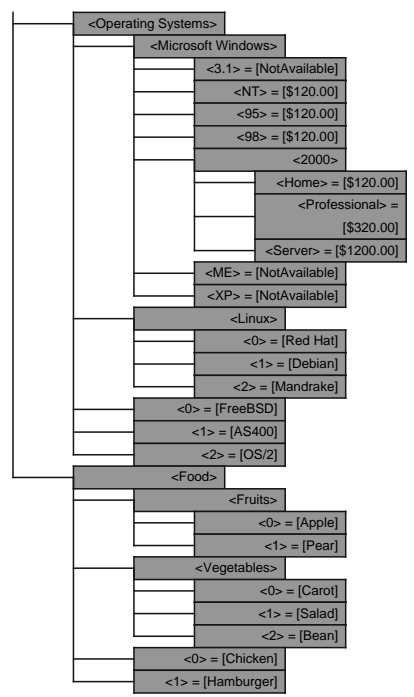 <Operating Systems>
<Microsoft Windows>
<3.1> = [NotAvailable]
<NT> = [$120.00]
<95> = [$120.00]
<98> = [$120.00]
<2000>
<Home> = [$120.00]
<Professional> =
[$320.00]
<Server> = [$1200.00]
<ME> = [NotAvailable]
<XP> = [NotAvailable]
<Linux>
<0> = [Red Hat]
<1> = [Debian]
<2> = [Mandrake]
<0> = [FreeBSD]
<1> = [AS400]
<2> = [OS/2]
<Food>
<Fruits>
<0> = [Apple]
<1> = [Pear]
<Vegetables>
<0> = [Carot]
<1> = [Salad]
<2> = [Bean]
<0> = [Chicken]
<1> = [Hamburger]